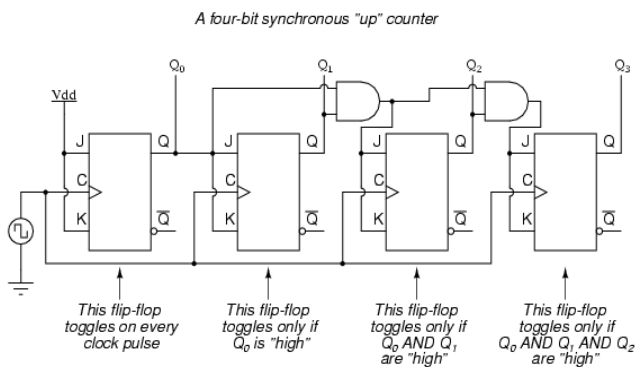 A four-bit synchronous "up" counter
Q0 Q1 Q2 Q3
Vdd
J Q J Q J Q J Q
C C C C
K Q̅ K Q̅ K Q̅ K Q̅
This flip-flop
toggles on every
clock pulse
This flip-flop
toggles only if
Q0 is "high"
This flip-flop
toggles only if
Q0 AND Q1
are "high"
This flip-flop
toggles only if
Q0 AND Q1 AND Q2
are "high"